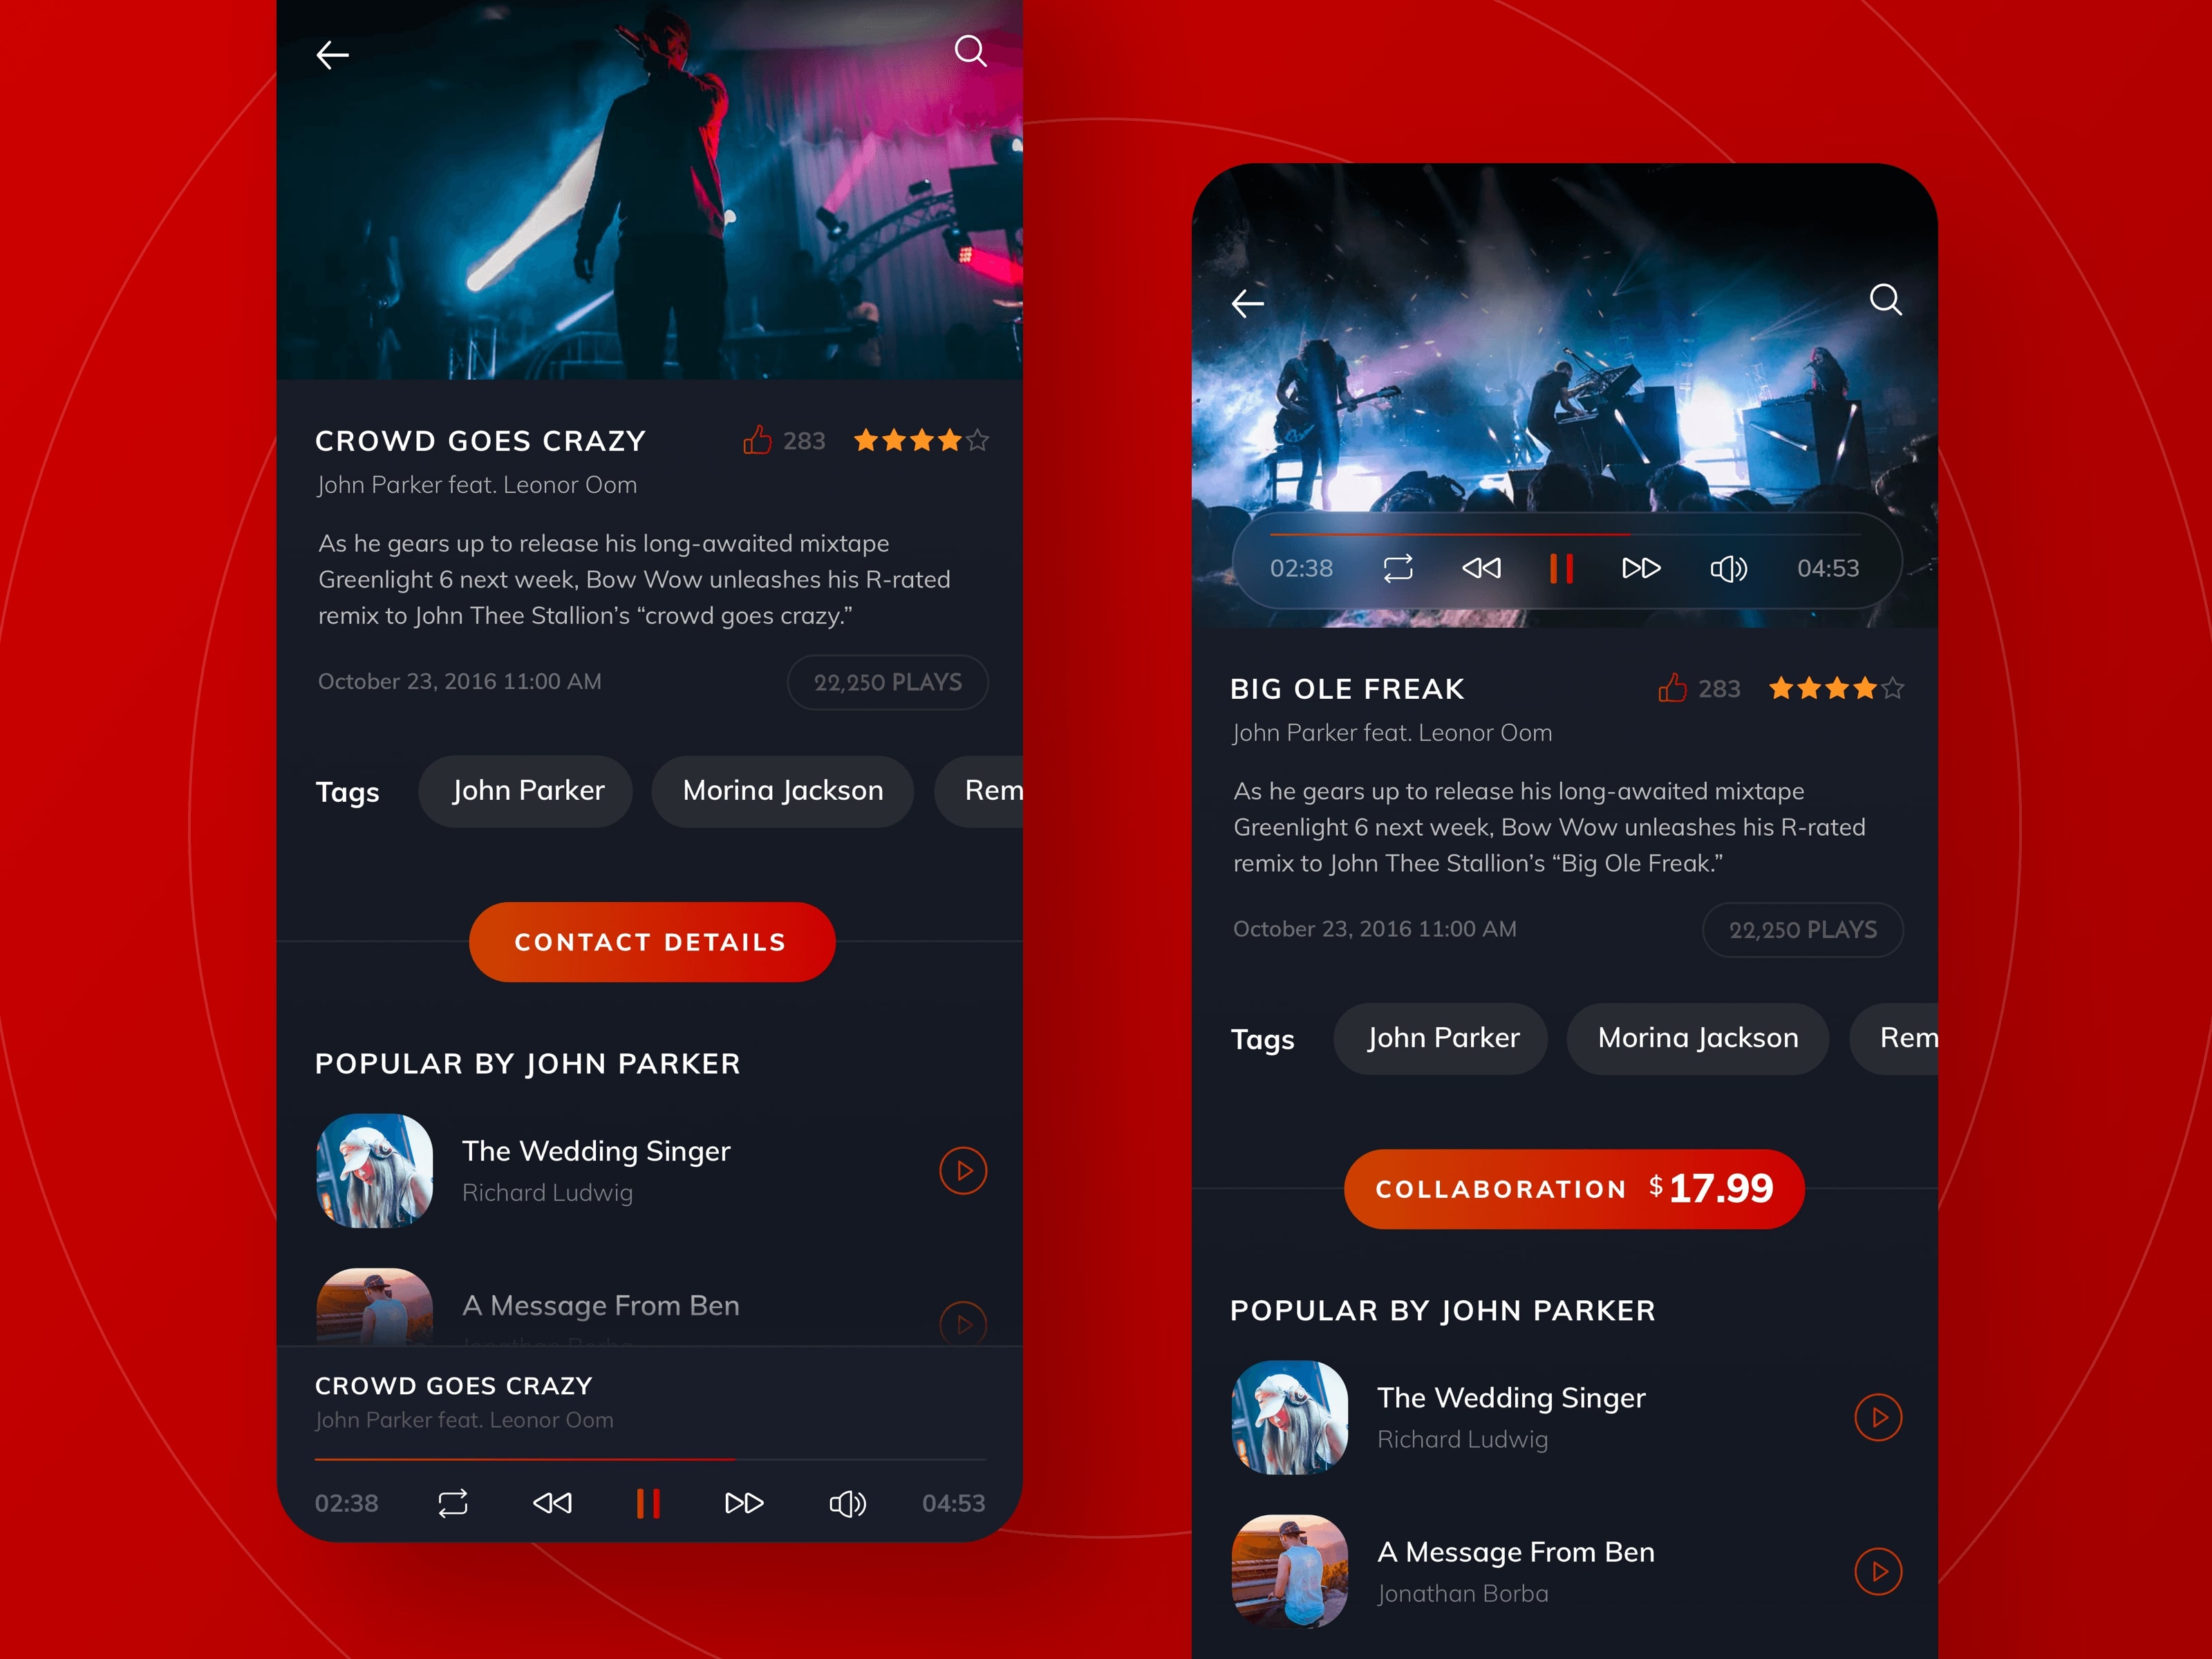 CROWD GOES CRAZY
283
John Parker feat. Leonor Oom
As he gears up to release his long-awaited mixtape
Greenlight 6 next week, Bow Wow unleashes his R-rated
remix to John Thee Stallion’s “crowd goes crazy.”
October 23, 2016 11:00 AM
22,250 PLAYS
Tags
John Parker
Morina Jackson
Rem
CONTACT DETAILS
POPULAR BY JOHN PARKER
The Wedding Singer
Richard Ludwig
A Message From Ben
CROWD GOES CRAZY
John Parker feat. Leonor Oom
02:38
04:53
02:38
04:53
BIG OLE FREAK
283
John Parker feat. Leonor Oom
As he gears up to release his long-awaited mixtape
Greenlight 6 next week, Bow Wow unleashes his R-rated
remix to John Thee Stallion’s “Big Ole Freak.”
October 23, 2016 11:00 AM
22,250 PLAYS
Tags
John Parker
Morina Jackson
Rem
COLLABORATION $17.99
POPULAR BY JOHN PARKER
The Wedding Singer
Richard Ludwig
A Message From Ben
Jonathan Borba